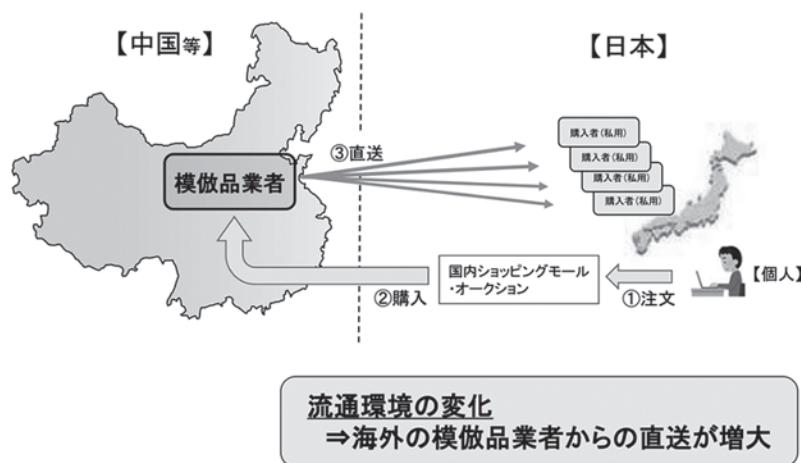 【中国等】
【日本】
③直送
購入者(私用)
購入者(私用)
購入者(私用)
購入者(私用)
模倣品業者
国内ショッピングモール
・オークション
②購入
①注文
【個人】
流通環境の変化
⇒海外の模倣品業者からの直送が増大